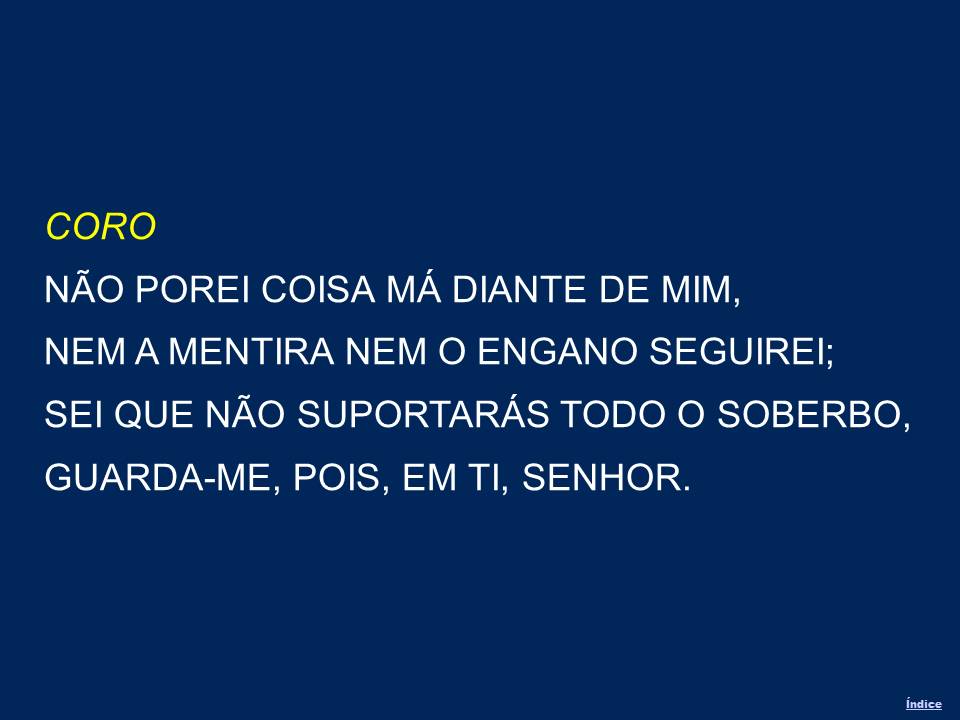 CORO
NÃO POREI COISA MÁ DIANTE DE MIM,
NEM A MENTIRA NEM O ENGANO SEGUIREI;
SEI QUE NÃO SUPORTARÁS TODO O SOBERBO,
GUARDA-ME, POIS, EM TI, SENHOR.
Índice